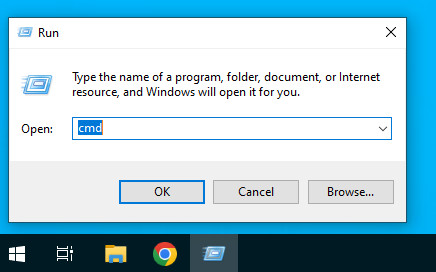 Run
Type the name of a program, folder, document, or Internet
resource, and Windows will open it for you.
Open: cmd
OK Cancel Browse...